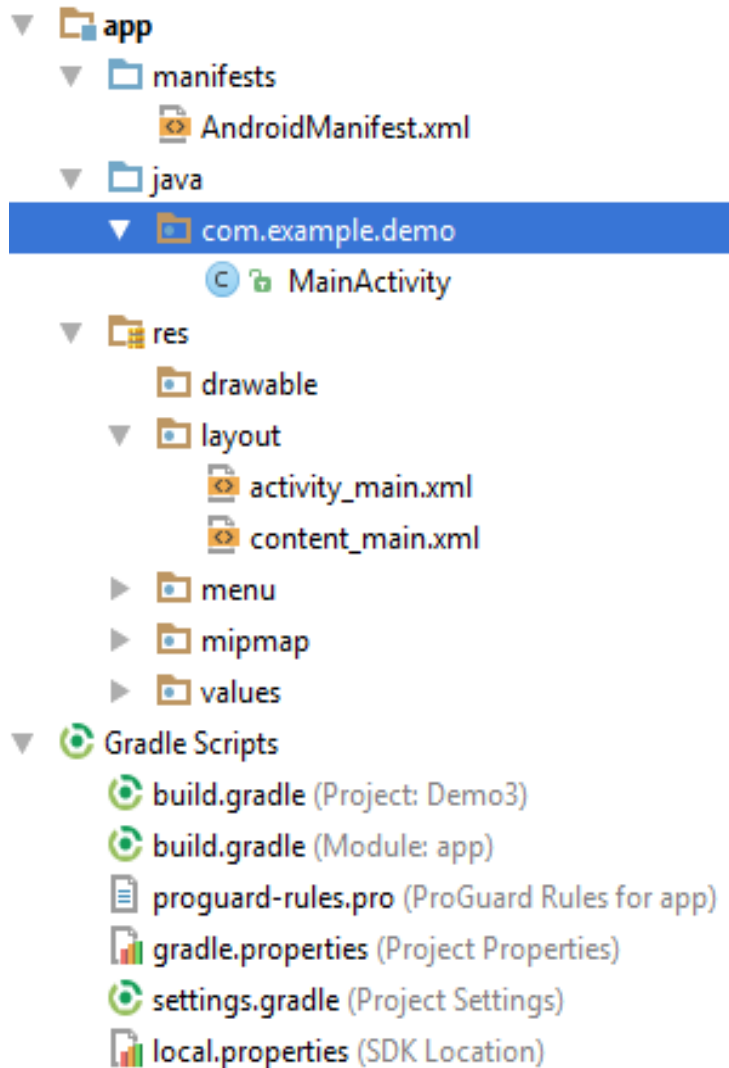 app
manifests
AndroidManifest.xml
java
com.example.demo
C MainActivity
res
drawable
layout
activity_main.xml
content_main.xml
menu
mipmap
values
Gradle Scripts
build.gradle (Project: Demo3)
build.gradle (Module: app)
proguard-rules.pro (ProGuard Rules for app)
gradle.properties (Project Properties)
settings.gradle (Project Settings)
local.properties (SDK Location)